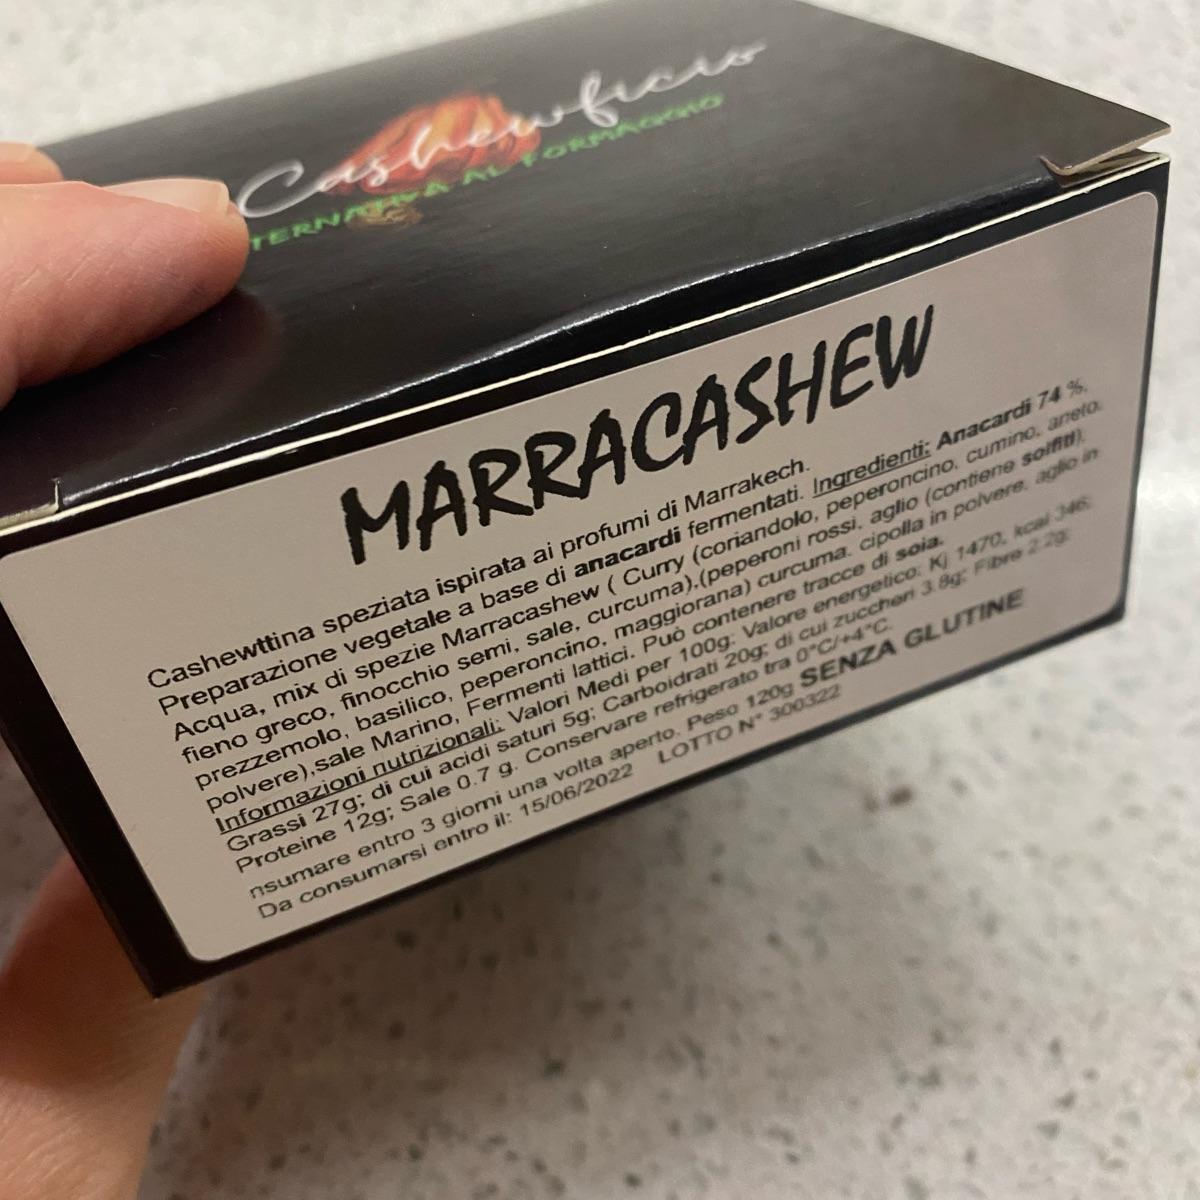 Cashewficio
TERNATIVA AL FORMAGGIO
MARRACASHEW
Cashewttina speziata ispirata ai profumi di Marrakech.
Preparazione vegetale a base di anacardi fermentati. Ingredienti: Anacardi 74 %,
Acqua, mix di spezie Marracashew ( Curry (coriandolo, peperoncino, cumino, aneto,
fieno greco, finocchio semi, sale, curcuma),(peperoni rossi, aglio (contiene solfiti),
prezzemolo, basilico, peperoncino, maggiorana) curcuma, cipolla in polvere, aglio in
polvere),sale Marino, Fermenti lattici. Può contenere tracce di soia.
Informazioni nutrizionali: Valori Medi per 100g: Valore energetico: Kj 1470, kcal 346;
Grassi 27g; di cui acidi saturi 5g; Carboidrati 20g; di cui zuccheri 3.8g; Fibre 2.2g;
Proteine 12g; Sale 0.7 g. Conservare refrigerato tra 0°C/+4°C.
nsumare entro 3 giorni una volta aperto. Peso 120g SENZA GLUTINE
Da consumarsi entro il: 15/06/2022 LOTTO N° 300322